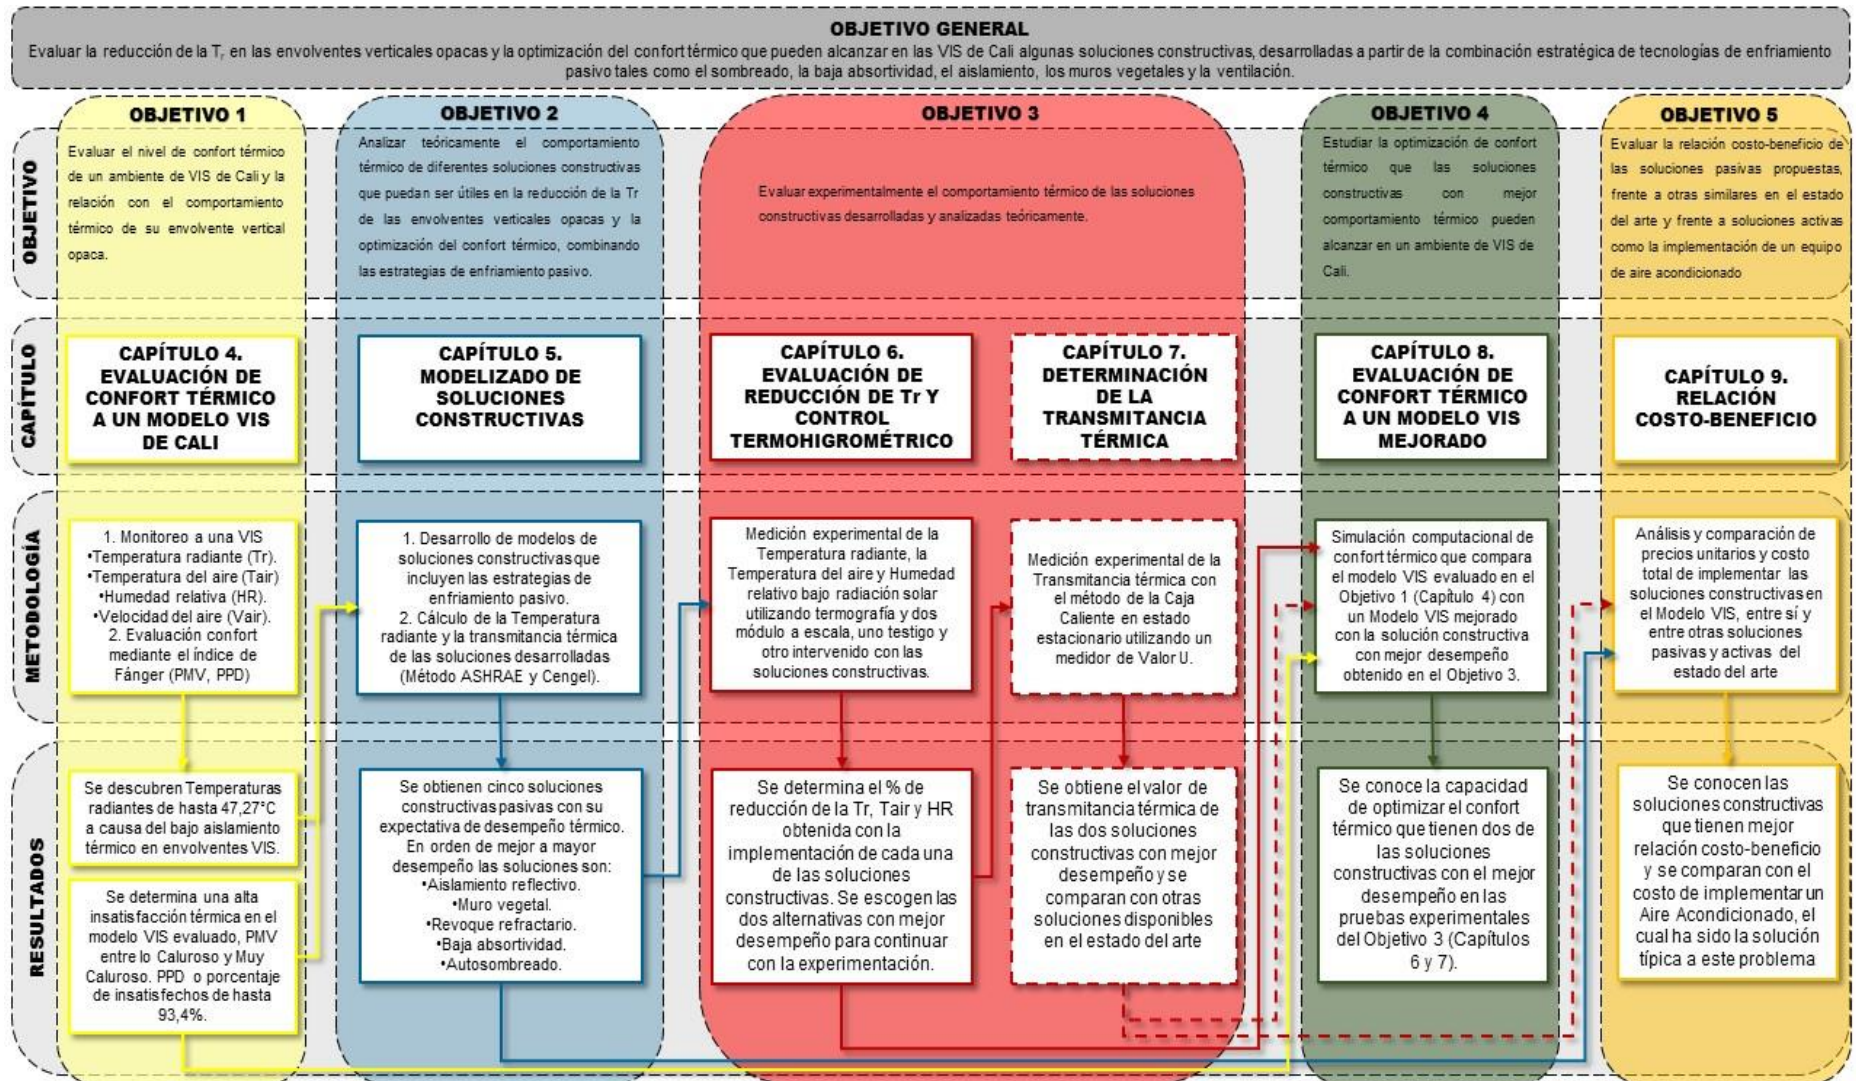 OBJETIVO GENERAL
Evaluar la reducción de la Tr en las envolventes verticales opacas y la optimización del confort térmico que pueden alcanzar en las VIS de Cali algunas soluciones constructivas, desarrolladas a partir de la combinación estratégica de tecnologías de enfriamiento
pasivo tales como el sombreado, la baja absortividad, el aislamiento, los muros vegetales y la ventilación.
OBJETIVO
OBJETIVO 1
Evaluar el nivel de confort térmico
de un ambiente de VIS de Cali y la
relación con el comportamiento
térmico de su envolvente vertical
opaca.
OBJETIVO 2
Analizar teóricamente el comportamiento
térmico de diferentes soluciones constructivas
que puedan ser útiles en la reducción de la Tr
de las envolventes verticales opacas y la
optimización del confort térmico, combinando
las estrategias de enfriamiento pasivo.
OBJETIVO 3
Evaluar experimentalmente el comportamiento térmico de las soluciones
constructivas desarrolladas y analizadas teóricamente.
OBJETIVO 4
Estudiar la optimización de confort
térmico que las soluciones
constructivas con mejor
comportamiento térmico pueden
alcanzar en un ambiente de VIS de
Cali.
OBJETIVO 5
Evaluar la relación costo-beneficio de
las soluciones pasivas propuestas,
frente a otras similares en el estado
del arte y frente a soluciones activas
como la implementación de un equipo
de aire acondicionado
CAPÍTULO
CAPÍTULO 4.
EVALUACIÓN DE
CONFORT TÉRMICO
A UN MODELO VIS
DE CALI
CAPÍTULO 5.
MODELIZADO DE
SOLUCIONES
CONSTRUCTIVAS
CAPÍTULO 6.
EVALUACIÓN DE
REDUCCIÓN DE Tr Y
CONTROL
TERMOHIGROMÉTRICO
CAPÍTULO 7.
DETERMINACIÓN
DE LA
TRANSMITANCIA
TÉRMICA
CAPÍTULO 8.
EVALUACIÓN DE
CONFORT TÉRMICO
A UN MODELO VIS
MEJORADO
CAPÍTULO 9.
RELACIÓN
COSTO-BENEFICIO
METODOLOGÍA
1. Monitoreo a una VIS
•Temperatura radiante (Tr).
•Temperatura del aire (Tair)
•Humedad relativa (HR).
•Velocidad del aire (Vair).
2. Evaluación confort
mediante el índice de
Fánger (PMV, PPD)
1. Desarrollo de modelos de
soluciones constructivas que
incluyen las estrategias de
enfriamiento pasivo.
2. Cálculo de la Temperatura
radiante y la transmitancia térmica
de las soluciones desarrolladas
(Método ASHRAE y Cengel).
Medición experimental de la
Temperatura radiante, la
Temperatura del aire y Humedad
relativo bajo radiación solar
utilizando termografía y dos
módulo a escala, uno testigo y
otro intervenido con las
soluciones constructivas.
Medición experimental de la
Transmitancia térmica con
el método de la Caja
Caliente en estado
estacionario utilizando un
medidor de Valor U.
Simulación computacional de
confort térmico que compara
el modelo VIS evaluado en el
Objetivo 1 (Capítulo 4) con
un Modelo VIS mejorado
con la solución constructiva
con mejor desempeño
obtenido en el Objetivo 3.
Análisis y comparación de
precios unitarios y costo
total de implementar las
soluciones constructivas en
el Modelo VIS, entre sí y
entre otras soluciones
pasivas y activas del
estado del arte
RESULTADOS
Se descubren Temperaturas
radiantes de hasta 47,27°C
a causa del bajo aislamiento
térmico en envolventes VIS.
Se determina una alta
insatisfacción térmica en el
modelo VIS evaluado, PMV
entre lo Caluroso y Muy
Caluroso. PPD o porcentaje
de insatisfechos de hasta
93,4%.
Se obtienen cinco soluciones
constructivas pasivas con su
expectativa de desempeño térmico.
En orden de mejor a mayor
desempeño las soluciones son:
•Aislamiento reflectivo.
•Muro vegetal.
•Revoque refractario.
•Baja absortividad.
•Autosombreado.
Se determina el % de
reducción de la Tr, Tair y HR
obtenida con la
implementación de cada una
de las soluciones
constructivas. Se escogen las
dos alternativas con mejor
desempeño para continuar
con la experimentación.
Se obtiene el valor de
transmitancia térmica de
las dos soluciones
constructivas con mejor
desempeño y se
comparan con otras
soluciones disponibles
en el estado del arte
Se conoce la capacidad
de optimizar el confort
térmico que tienen dos de
las soluciones
constructivas con el mejor
desempeño en las
pruebas experimentales
del Objetivo 3 (Capítulos
6 y 7).
Se conocen las
soluciones constructivas
que tienen mejor
relación costo-beneficio
y se comparan con el
costo de implementar un
Aire Acondicionado, el
cual ha sido la solución
típica a este problema